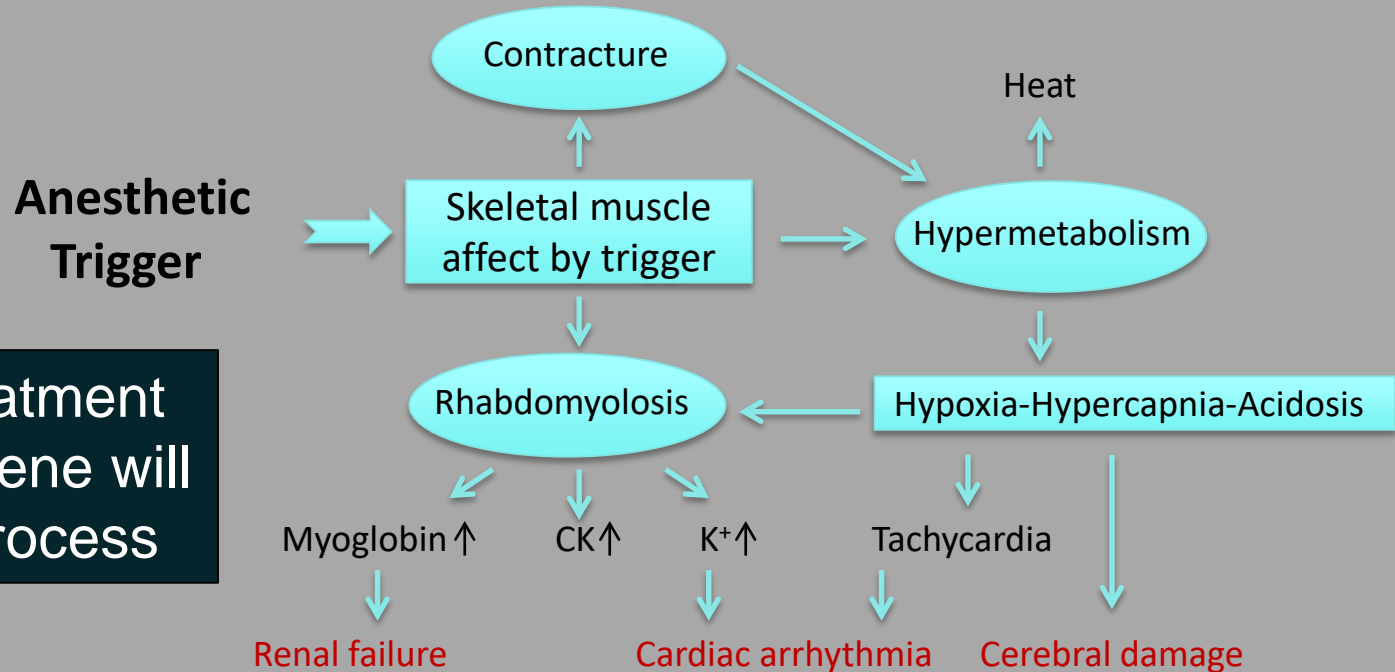 Contracture
Heat
Anesthetic
Trigger
Skeletal muscle
affect by trigger
Hypermetabolism
atment
ene will
rocess
Rhabdomyolosis
Hypoxia-Hypercapnia-Acidosis
Myoglobin↑ CK↑ K⁺↑ Tachycardia
Renal failure Cardiac arrhythmia Cerebral damage